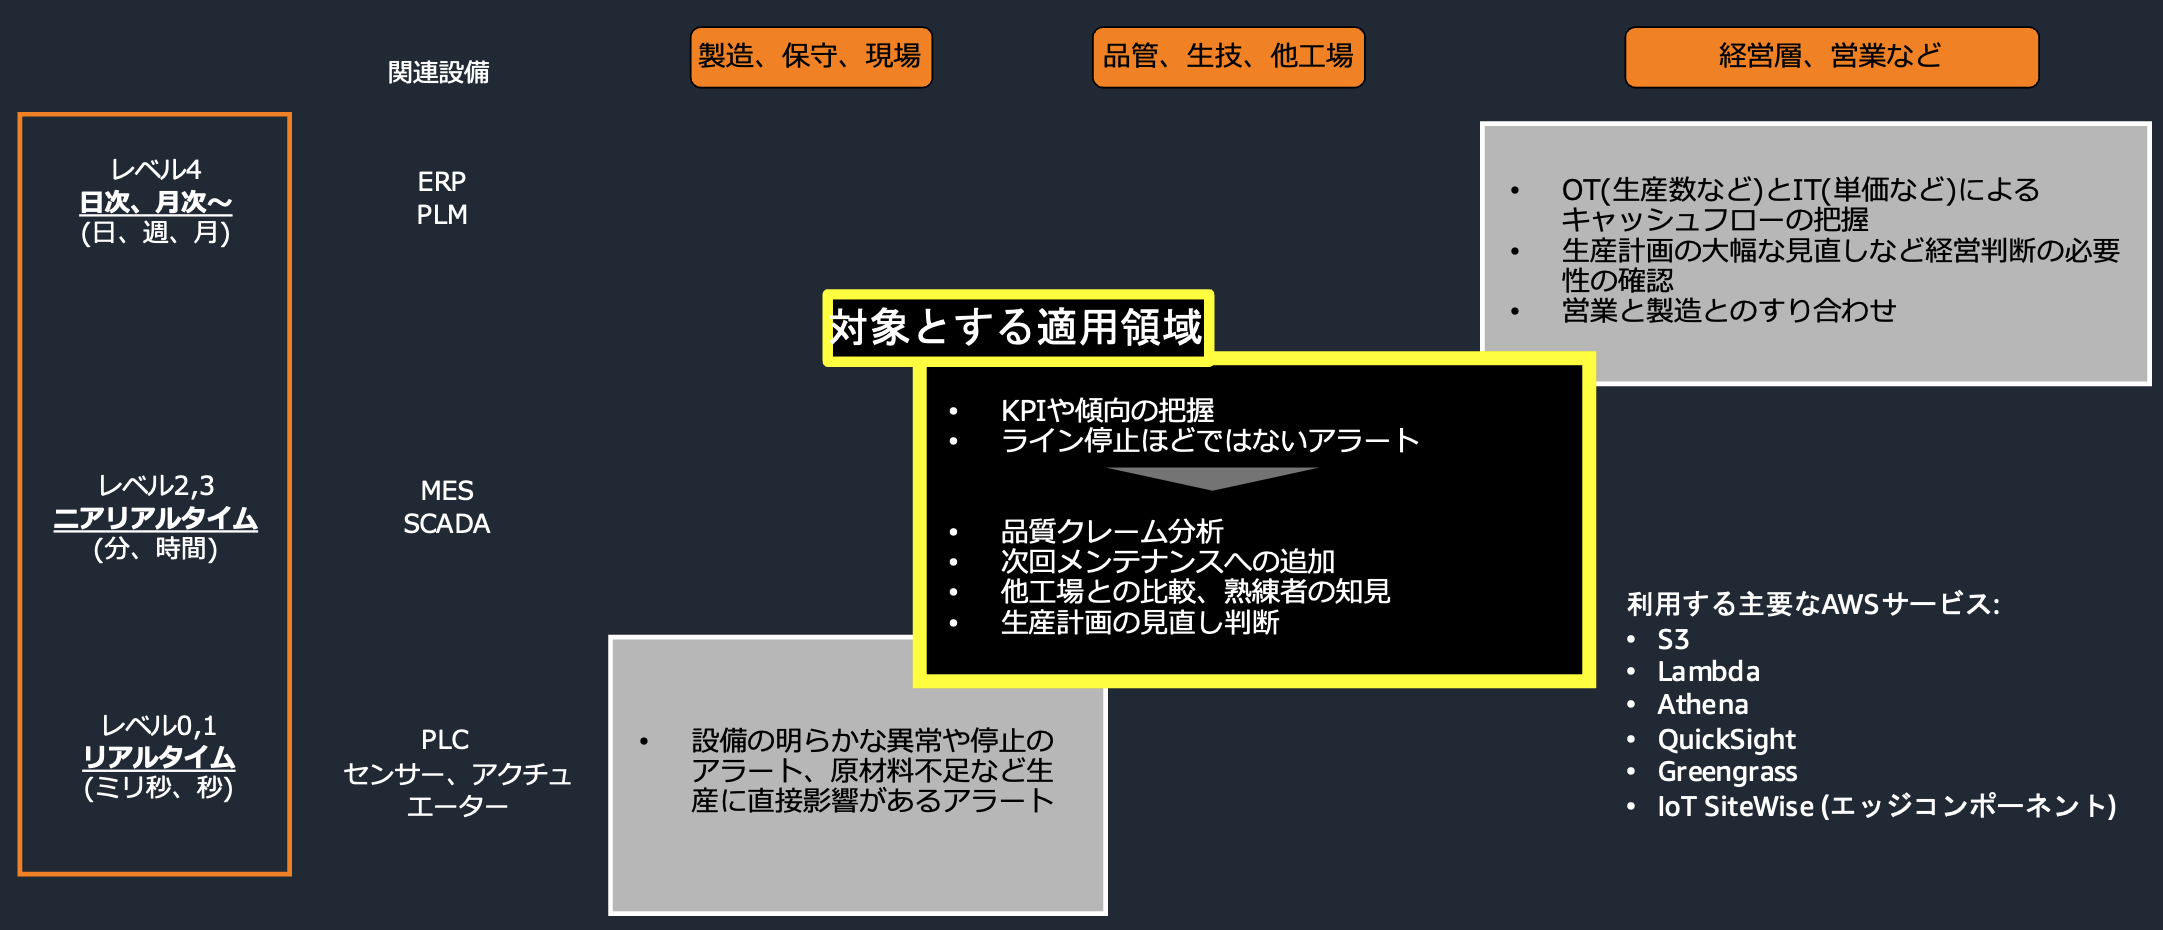 関連設備
製造、保守、現場
品管、生技、他工場
経営層、営業など
レベル4
日次、月次～
(日、週、月)
ERP
PLM
• OT(生産数など)とIT(単価など)による
キャッシュフローの把握
• 生産計画の大幅な見直しなど経営判断の必要
性の確認
• 営業と製造とのすり合わせ
対象とする適用領域
• KPIや傾向の把握
• ライン停止ほどではないアラート
• 品質クレーム分析
• 次回メンテナンスへの追加
• 他工場との比較、熟練者の知見
• 生産計画の見直し判断
レベル2,3
ニアリアルタイム
(分、時間)
MES
SCADA
レベル0,1
リアルタイム
(ミリ秒、秒)
PLC
センサー、アクチュ
エーター
• 設備の明らかな異常や停止の
アラート、原材料不足など生
産に直接影響があるアラート
利用する主要なAWSサービス:
• S3
• Lambda
• Athena
• QuickSight
• Greengrass
• IoT SiteWise (エッジコンポーネント)